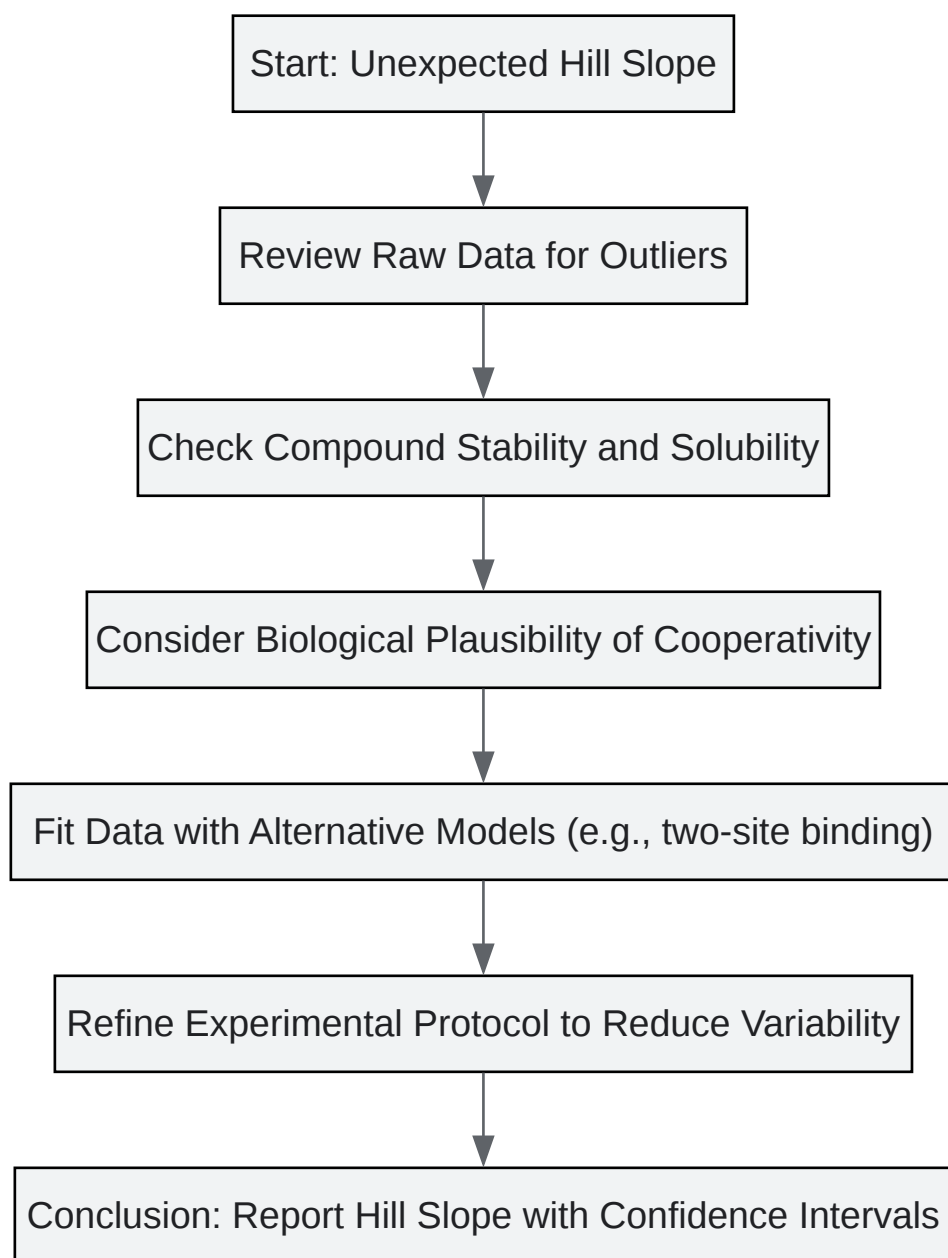 Start: Unexpected Hill Slope
Review Raw Data for Outliers
Check Compound Stability and Solubility
Consider Biological Plausibility of Cooperativity
Fit Data with Alternative Models (e.g., two-site binding)
Refine Experimental Protocol to Reduce Variability
Conclusion: Report Hill Slope with Confidence Intervals